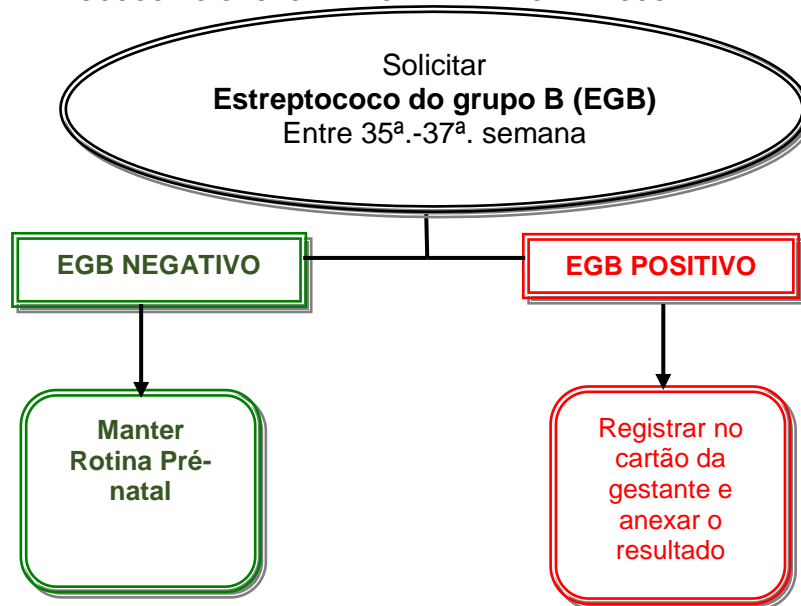 Solicitar
Estreptococo do grupo B (EGB)
Entre 35ª.-37ª. semana
EGB NEGATIVO
EGB POSITIVO
Manter
Rotina Pré-
natal
Registrar no
cartão da
gestante e
anexar o
resultado